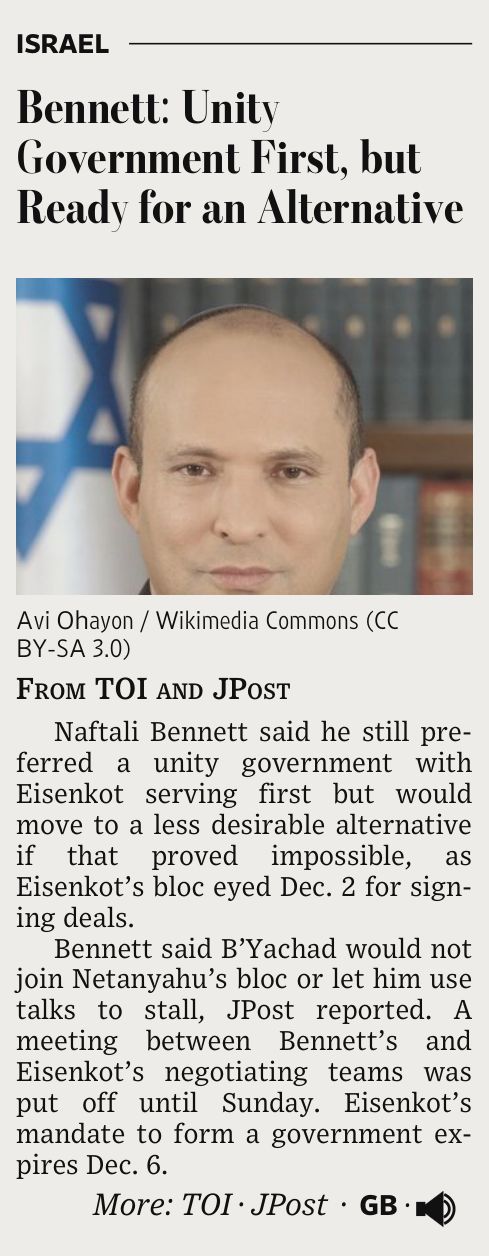 ISRAEL
Bennett: Unity
Government First, but
Ready for an Alternative
Avi Ohayon / Wikimedia Commons (CC
BY-SA 3.0)
FROM TOI AND JPOST
Naftali Bennett said he still pre-
ferred a unity government with
Eisenkot serving first but would
move to a less desirable alternative
if that proved impossible, as
Eisenkot’s bloc eyed Dec. 2 for sign-
ing deals.
Bennett said B’Yachad would not
join Netanyahu’s bloc or let him use
talks to stall, JPost reported. A
meeting between Bennett’s and
Eisenkot’s negotiating teams was
put off until Sunday. Eisenkot’s
mandate to form a government ex-
pires Dec. 6.
More: TOI · JPost · GB ·